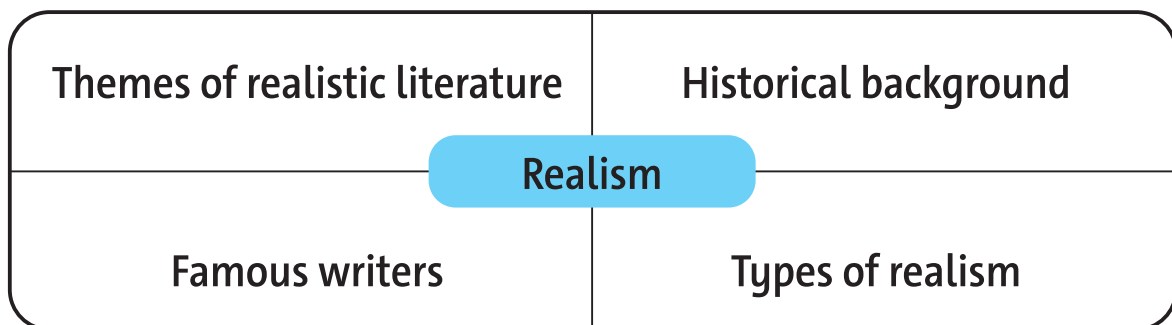 Themes of realistic literature
Historical background
Realism
Famous writers
Types of realism